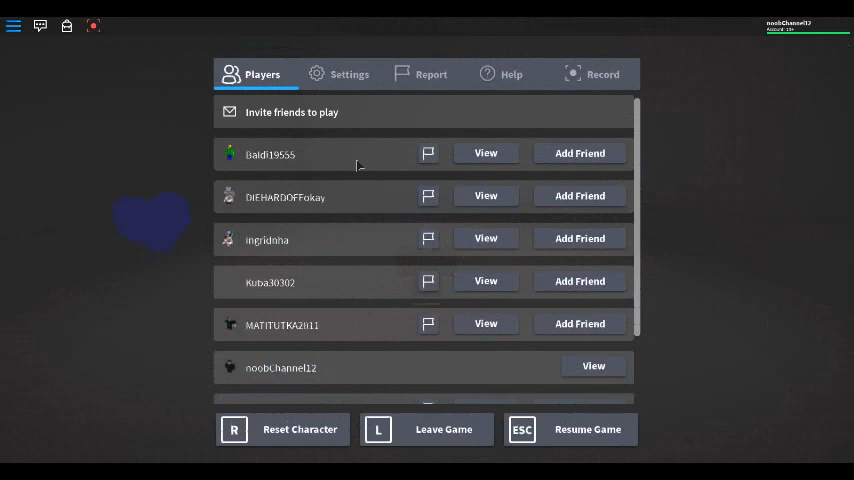 noobChannel12
Account: 13+
Players Settings Report Help Record
Invite friends to play
Baldi19555 View Add Friend
DIEHARDOFFokay View Add Friend
ingridnha View Add Friend
Kuba30302 View Add Friend
MATITUTKA2011 View Add Friend
noobChannel12 View
R Reset Character L Leave Game ESC Resume Game